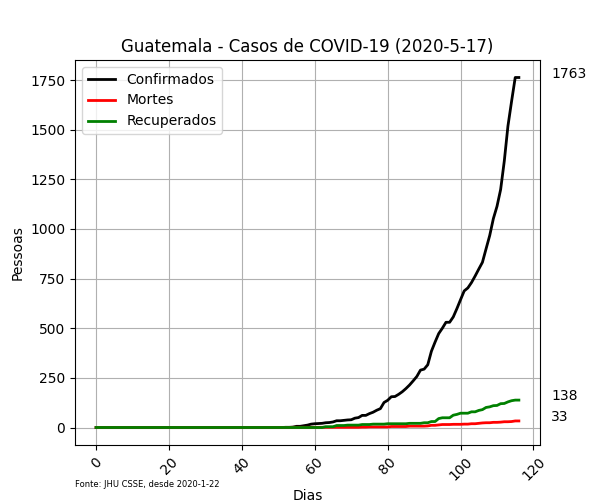 Guatemala - Casos de COVID-19 (2020-5-17)
Confirmados
Mortes
Recuperados
1763
138
33
1750
1500
1250
1000
750
500
250
0
Pessoas
0 20 40 60 80 100 120
Fonte: JHU CSSE, desde 2020-1-22
Dias